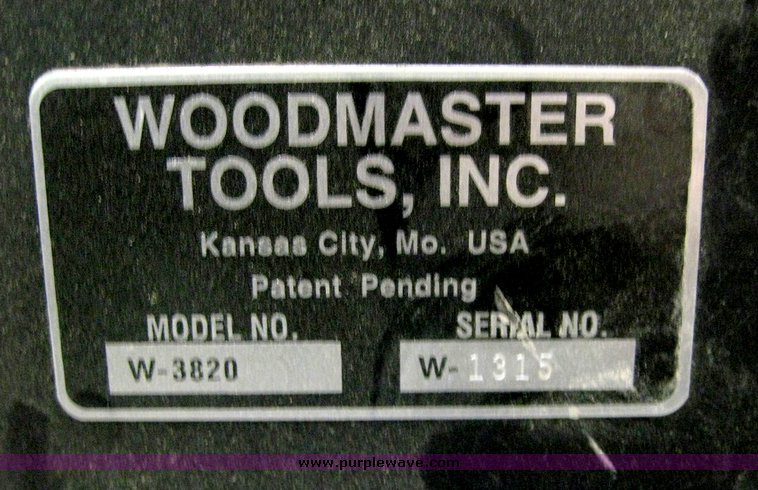 WOODMASTER
TOOLS, INC.
Kansas City, Mo. USA
Patent Pending
MODEL NO. SERIAL NO.
W-3820 W-1315
www.purplewave.com